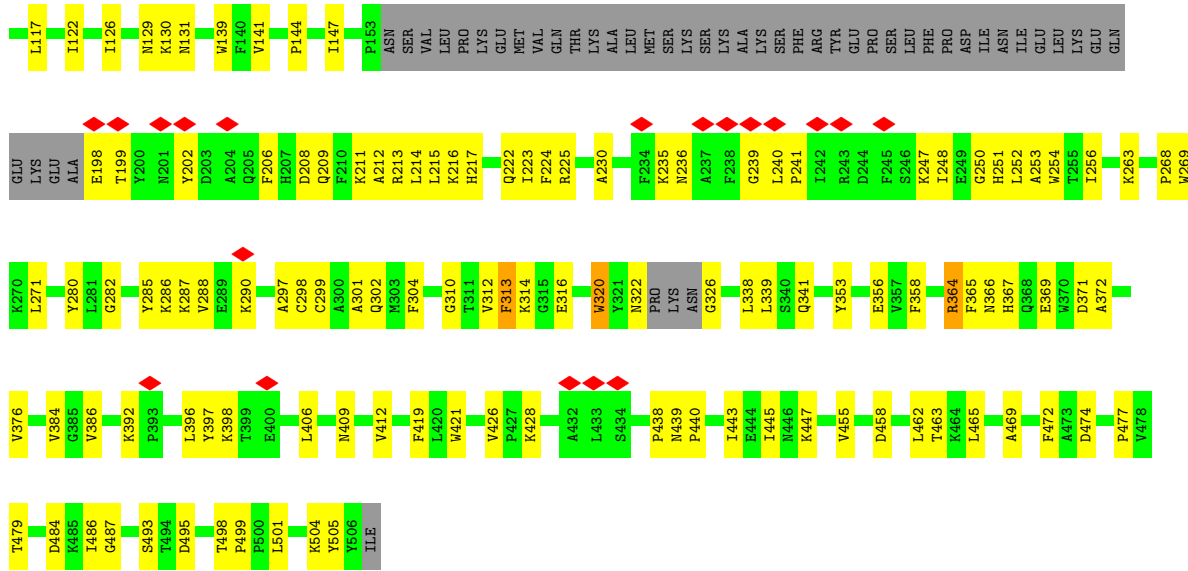 L117 I122 I126 N129 K130 N131 W139 F140 V141 P144 I147 P153 ASN SER VAL LEU PRO LYS GLU MET VAL GLN THR LYS ALA LEU MET SER LYS SER LYS ALA LYS SER PHE ARG TYR GLU PRO SER LEU PHE PRO ASP ILE ASN ILE GLU LEU LYS GLU GLN
GLU LYS GLU ALA E198 T199 Y200 N201 Y202 D203 A204 Q205 F206 H207 D208 Q209 F210 K211 A212 R213 L214 L215 K216 H217 Q222 I223 F224 R225 A230 F234 K235 N236 A237 F238 G239 L240 P241 I242 R243 D244 F245 S246 K247 I248 E249 G250 H251 L252 A253 W254 T255 I256 K263 P268 W269
K270 L271 Y280 L281 G282 Y285 K286 K287 V288 E289 K290 A297 C298 C299 A300 A301 Q302 M303 F304 G310 T311 V312 F313 K314 G315 E316 W320 Y321 N322 PRO LYS ASN G326 L338 L339 S340 Q341 Y353 E356 V357 F358 R364 F365 N366 H367 Q368 E369 W370 D371 A372
V376 V384 G385 V386 K392 P393 L396 Y397 K398 T399 E400 L406 N409 V412 F419 L420 W421 V426 P427 K428 A432 L433 S434 P438 N439 P440 I443 E444 I445 N446 K447 V455 D458 L462 T463 K464 L465 A469 F472 A473 D474 P477 V478
T479 D484 K485 I486 G487 S493 T494 D495 T498 P499 P500 L501 K504 Y505 Y506 ILE